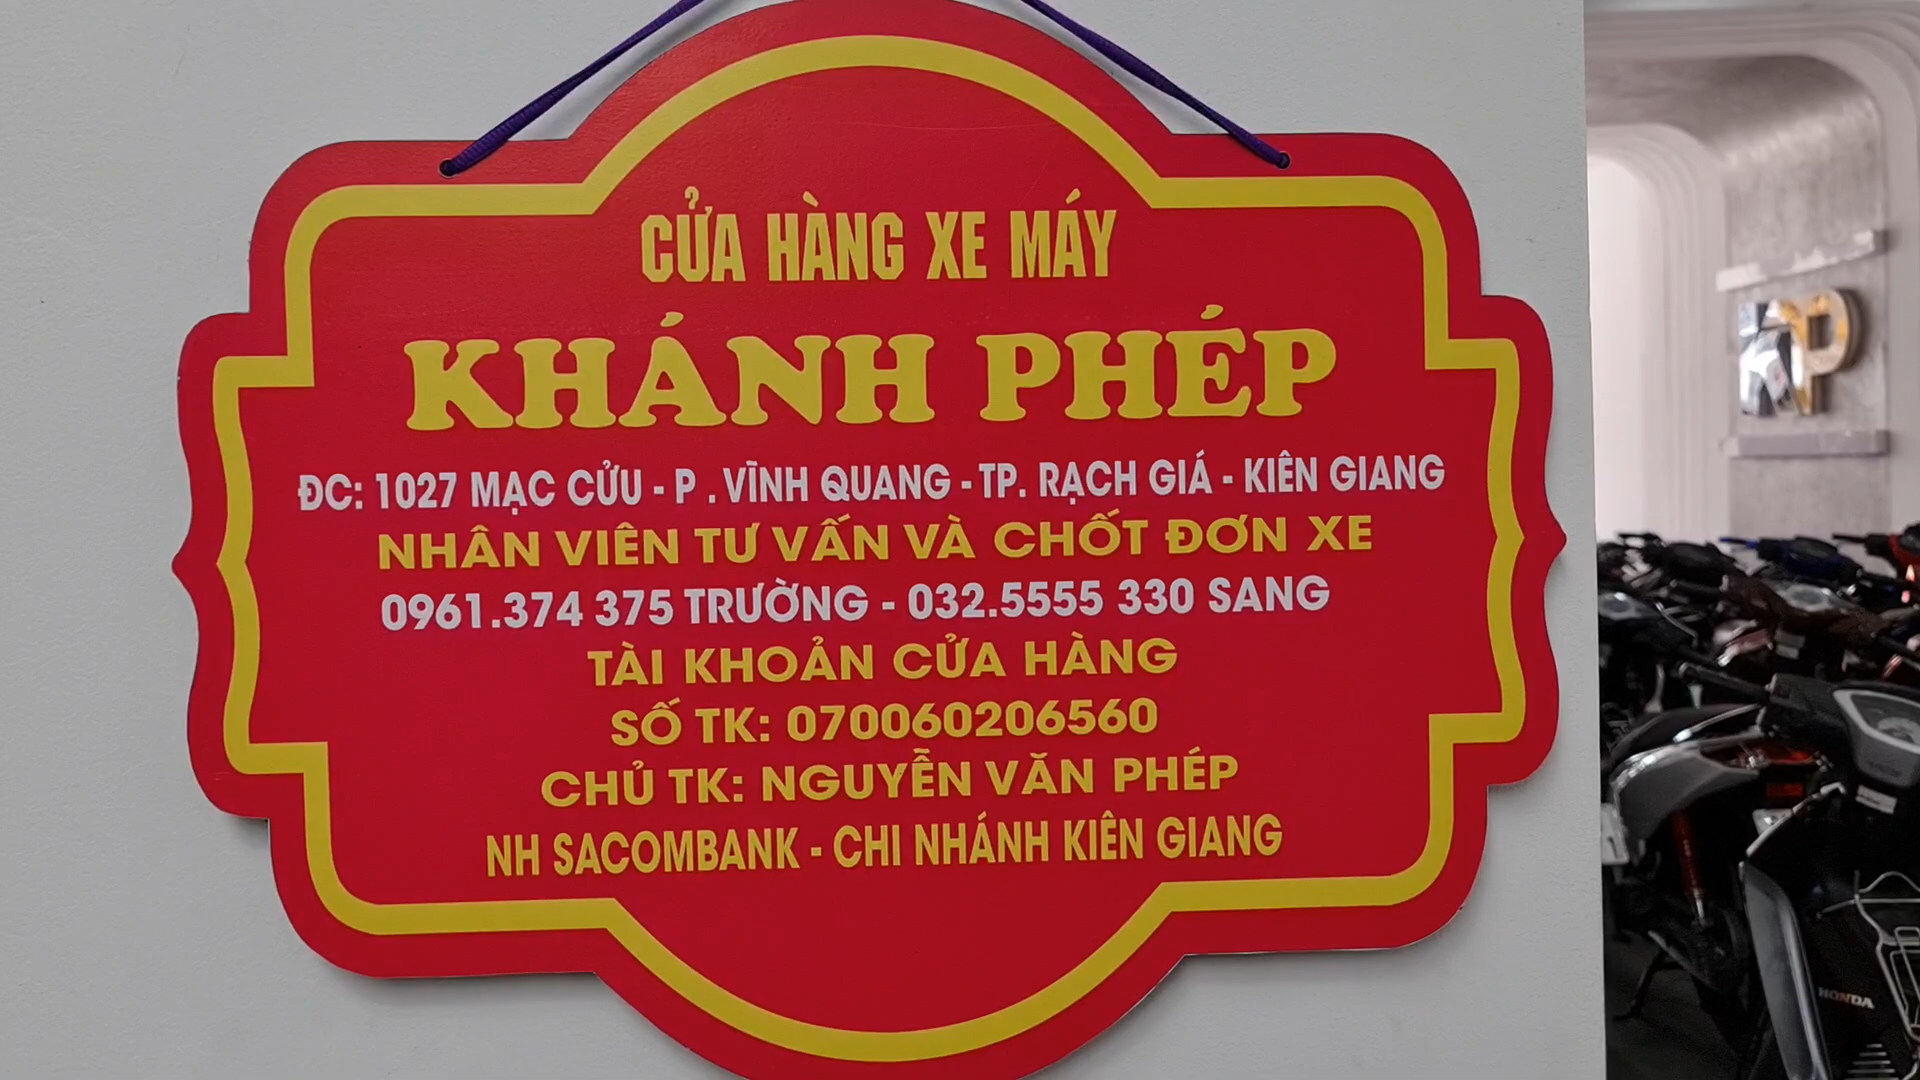 CỬA HÀNG XE MÁY
KHÁNH PHÉP
ĐC: 1027 MẠC CỬU - P . VĨNH QUANG - TP. RẠCH GIÁ - KIÊN GIANG
NHÂN VIÊN TƯ VẤN VÀ CHỐT ĐƠN XE
0961.374 375 TRƯỜNG - 032.5555 330 SANG
TÀI KHOẢN CỬA HÀNG
SỐ TK: 070060206560
CHỦ TK: NGUYỄN VĂN PHÉP
NH SACOMBANK - CHI NHÁNH KIÊN GIANG
HONDA